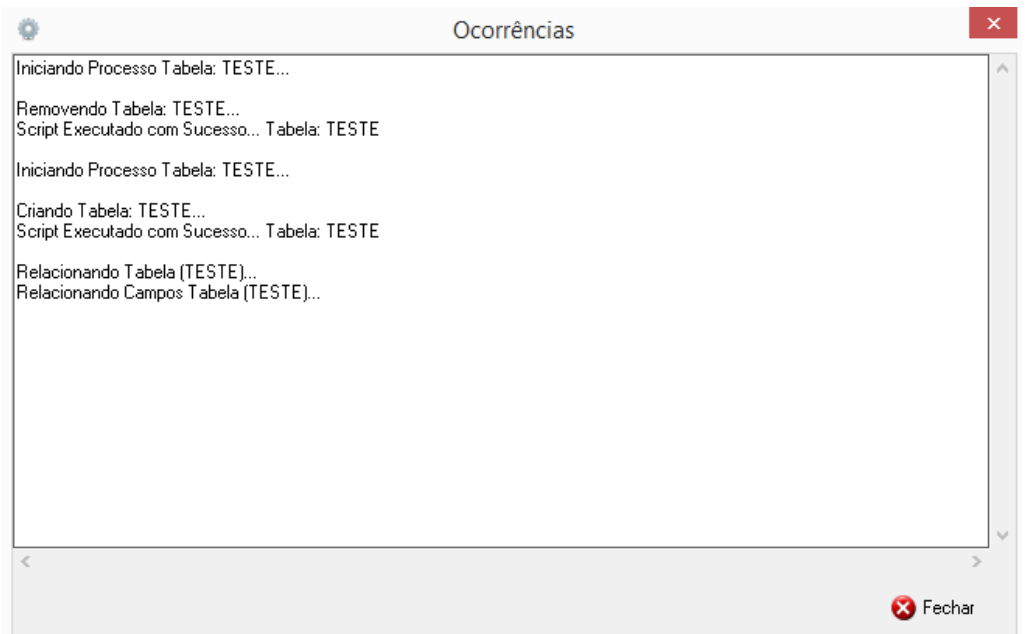 Ocorrências
Iniciando Processo Tabela: TESTE...
Removendo Tabela: TESTE...
Script Executado com Sucesso... Tabela: TESTE
Iniciando Processo Tabela: TESTE...
Criando Tabela: TESTE...
Script Executado com Sucesso... Tabela: TESTE
Relacionando Tabela (TESTE)...
Relacionando Campos Tabela (TESTE)...
Fechar